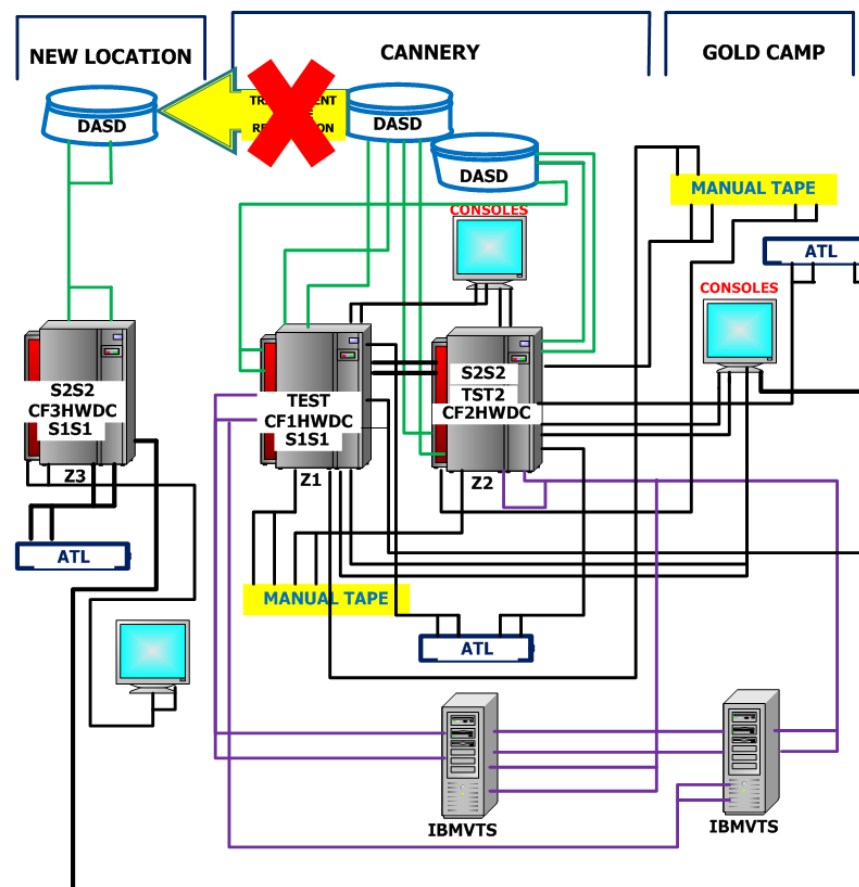 NEW LOCATION
CANNERY
GOLD CAMP
DASD
DASD
DASD
CONSOLES
MANUAL TAPE
ATL
CONSOLES
S2S2
CF3HWDC
S1S1
Z3
TEST
CF1HWDC
S1S1
Z1
S2S2
TST2
CF2HWDC
Z2
ATL
MANUAL TAPE
ATL
IBMVTS
IBMVTS